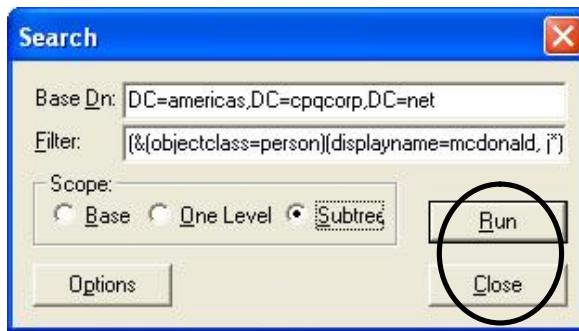 Search
Base Dn: DC=americas,DC=cpqcorp,DC=net
Filter: (&(objectclass=person)(displayname=mcdonald, j*)
Scope:
Base One Level Subtree
Run
Options Close